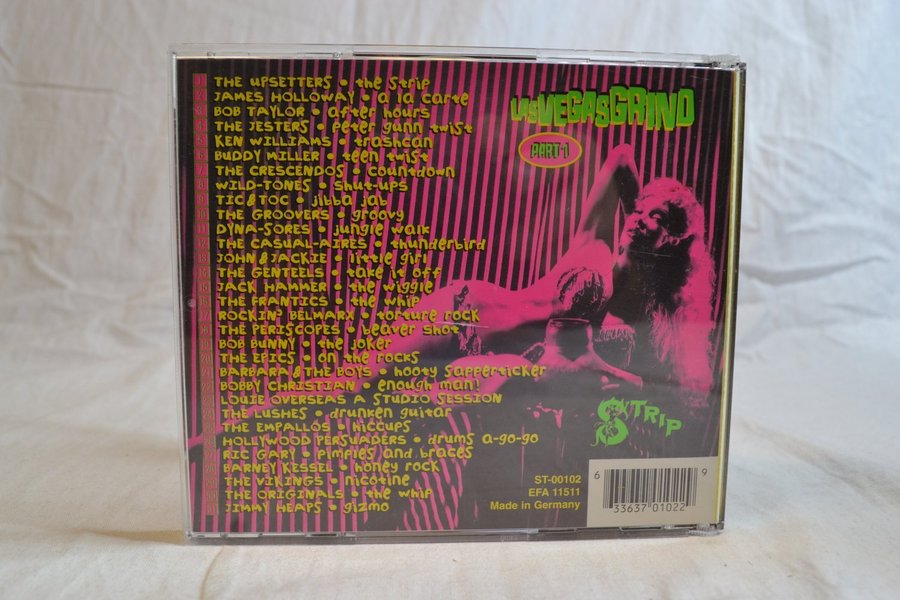 THE UPSETTERS • the Strip
JAMES HOLLOWAY • a la carte
BOB TAYLOR • after hours
THE JESTERS • peter gunn twist
KEN WILLIAMS • trashcan
BUDDY MILLER • teen twist
THE CRESCENDOS • countdown
WILD-TONES • shut-ups
TIC & TOC • jibba jab
THE GROOVERS • groovy
DYNA-SORES • jungle walk
THE CASUAL-AIRES • thunderbird
JOHN & JACKIE • little girl
THE GENTEELS • take it off
JACK HAMMER • the wiggle
THE FRANTICS • the whip
ROCKIN' BELMARX • torture rock
THE PERISCOPES • beaver shot
BOB BUNNY • the joker
THE EPICS • on the rocks
BARBARA & THE BOYS • hooty sapperticker
BOBBY CHRISTIAN • enough man!
LOUIE OVERSEAS A STUDIO SESSION
THE LUSHES • drunken guitar
THE EMPALLOS • hiccups
HOLLYWOOD PERSUADERS • drums a-go-go
RIC GARY • pimples and braces
BARNEY KESSEL • honey rock
THE VIKINGS • nicotine
THE ORIGINALS • the whip
JIMMY HEAPS • gizmo
LAS VEGAS GRIND
PART 1
STRIP
ST-00102
EFA 11511
Made in Germany
6 33637 01022 9